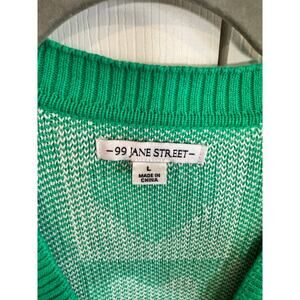 -99 JANE STREET-
L
MADE IN
CHINA